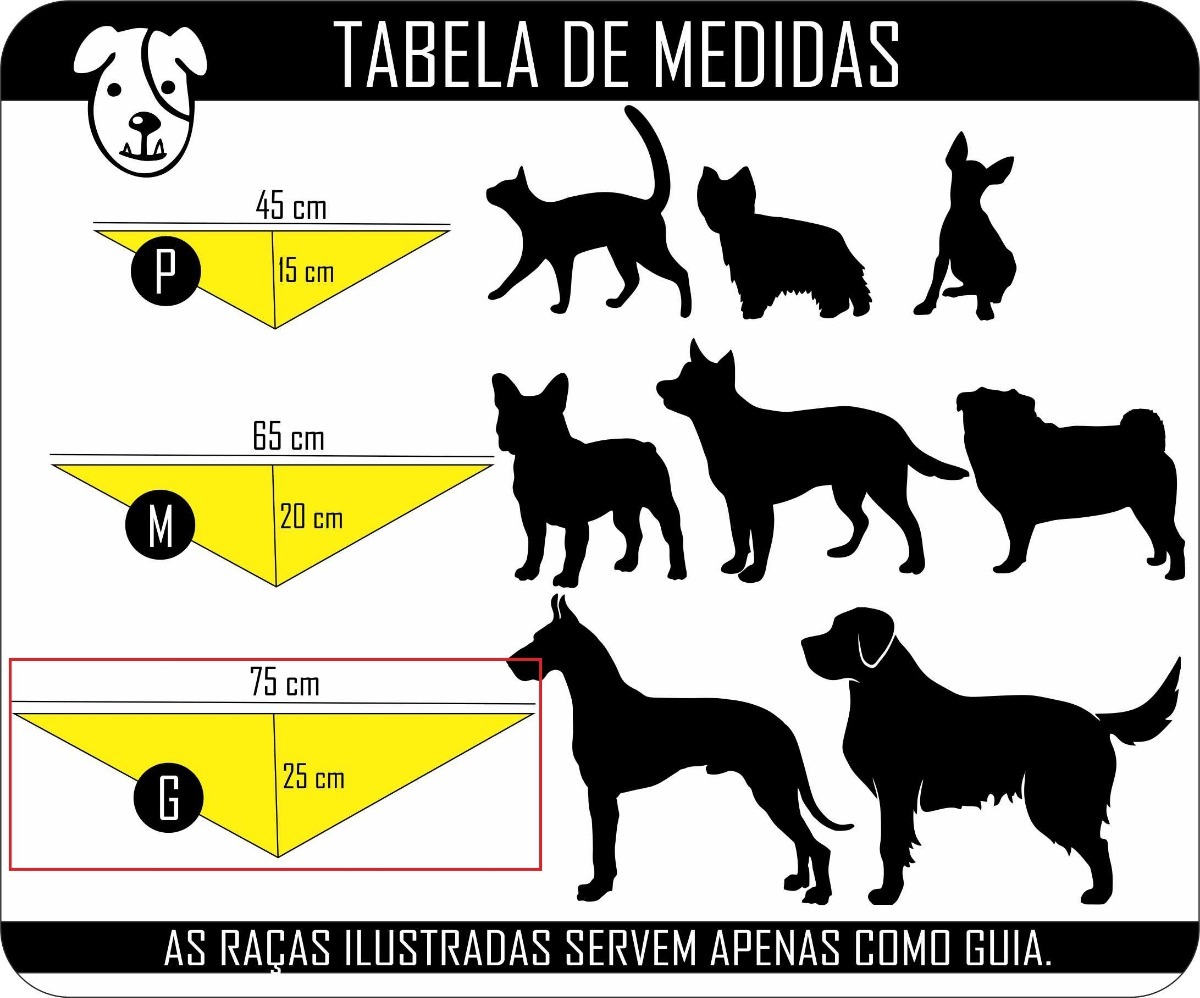 TABELA DE MEDIDAS
45 cm
P
15 cm
65 cm
M
20 cm
75 cm
G
25 cm
AS RAÇAS ILUSTRADAS SERVEM APENAS COMO GUIA.